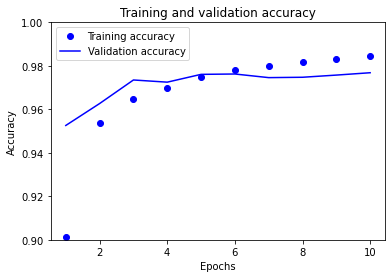 Training and validation accuracy
1.00
Training accuracy
Validation accuracy
0.98
0.96
0.94
0.92
0.90
Accuracy
2 4 6 8 10
Epochs